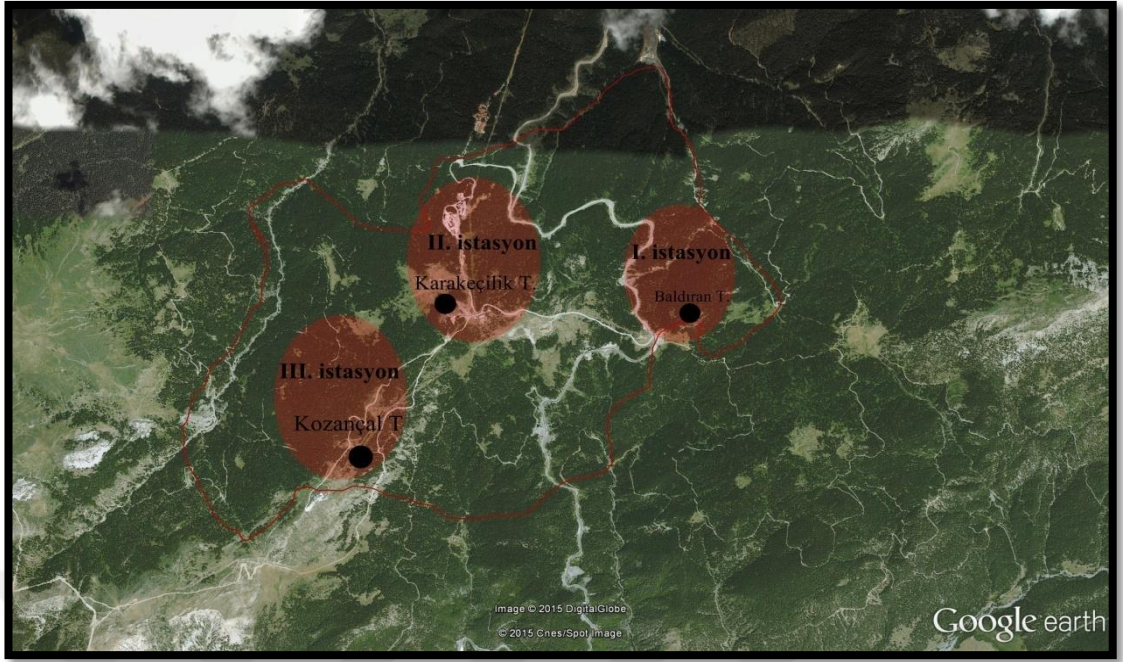 II. istasyon
Karakeçilik T.
I. istasyon
Baldıran T.
III. istasyon
Kozançal T
Image © 2015 DigitalGlobe
© 2015 Cnes/Spot Image
Google earth